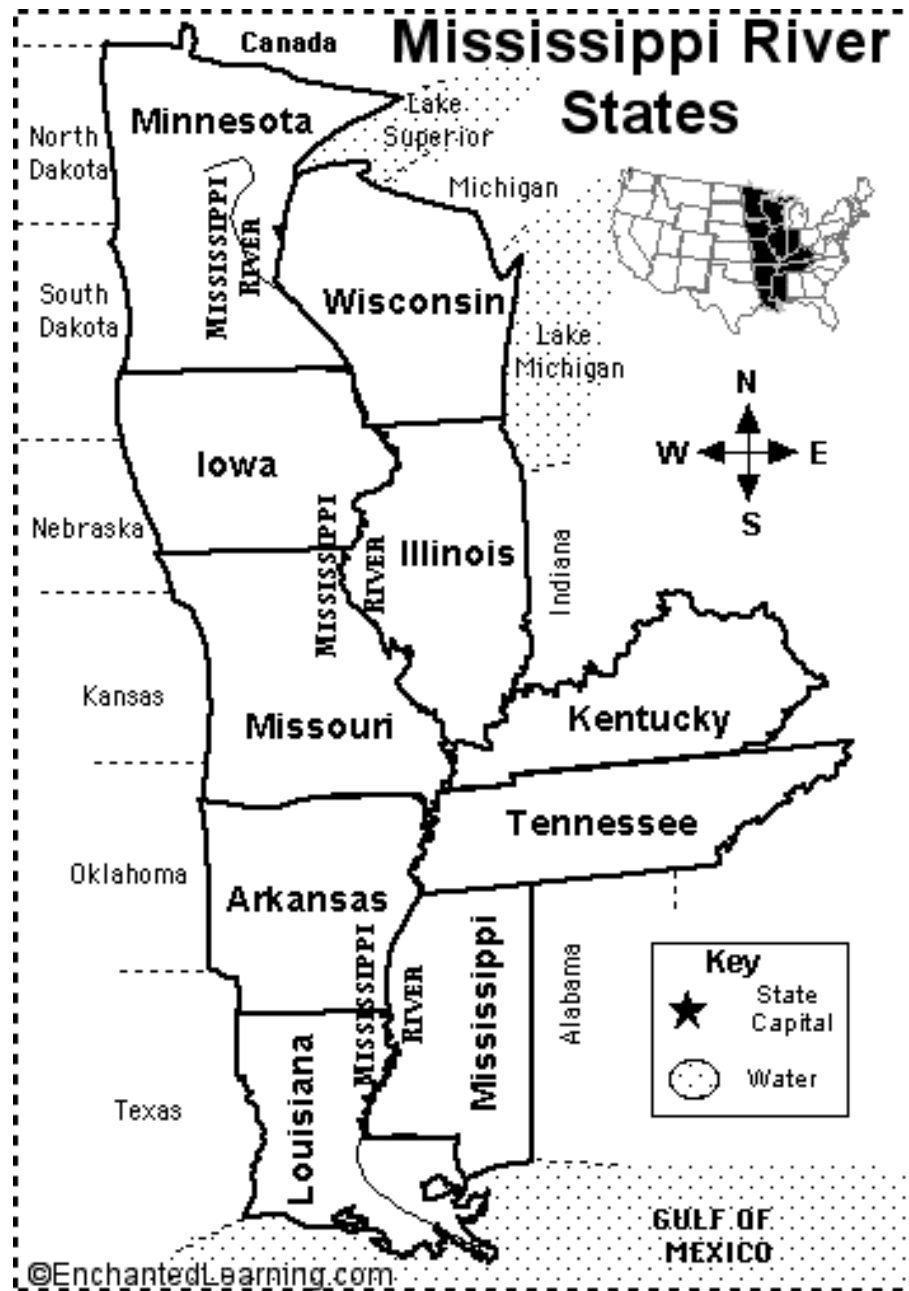 Mississippi River
States
Canada
Minnesota
Lake
Superior
North
Dakota
Michigan
MISSISSIPPI
RIVER
South
Dakota
Wisconsin
Lake
Michigan
N
W
E
S
Iowa
Nebraska
MISSISSIPPI
RIVER
Illinois
Indiana
Kansas
Missouri
Kentucky
Tennessee
Oklahoma
Arkansas
MISSISSIPPI
RIVER
Mississippi
Alabama
Key
State
Capital
Water
Louisiana
Texas
GULF OF
MEXICO
©EnchantedLearning.com